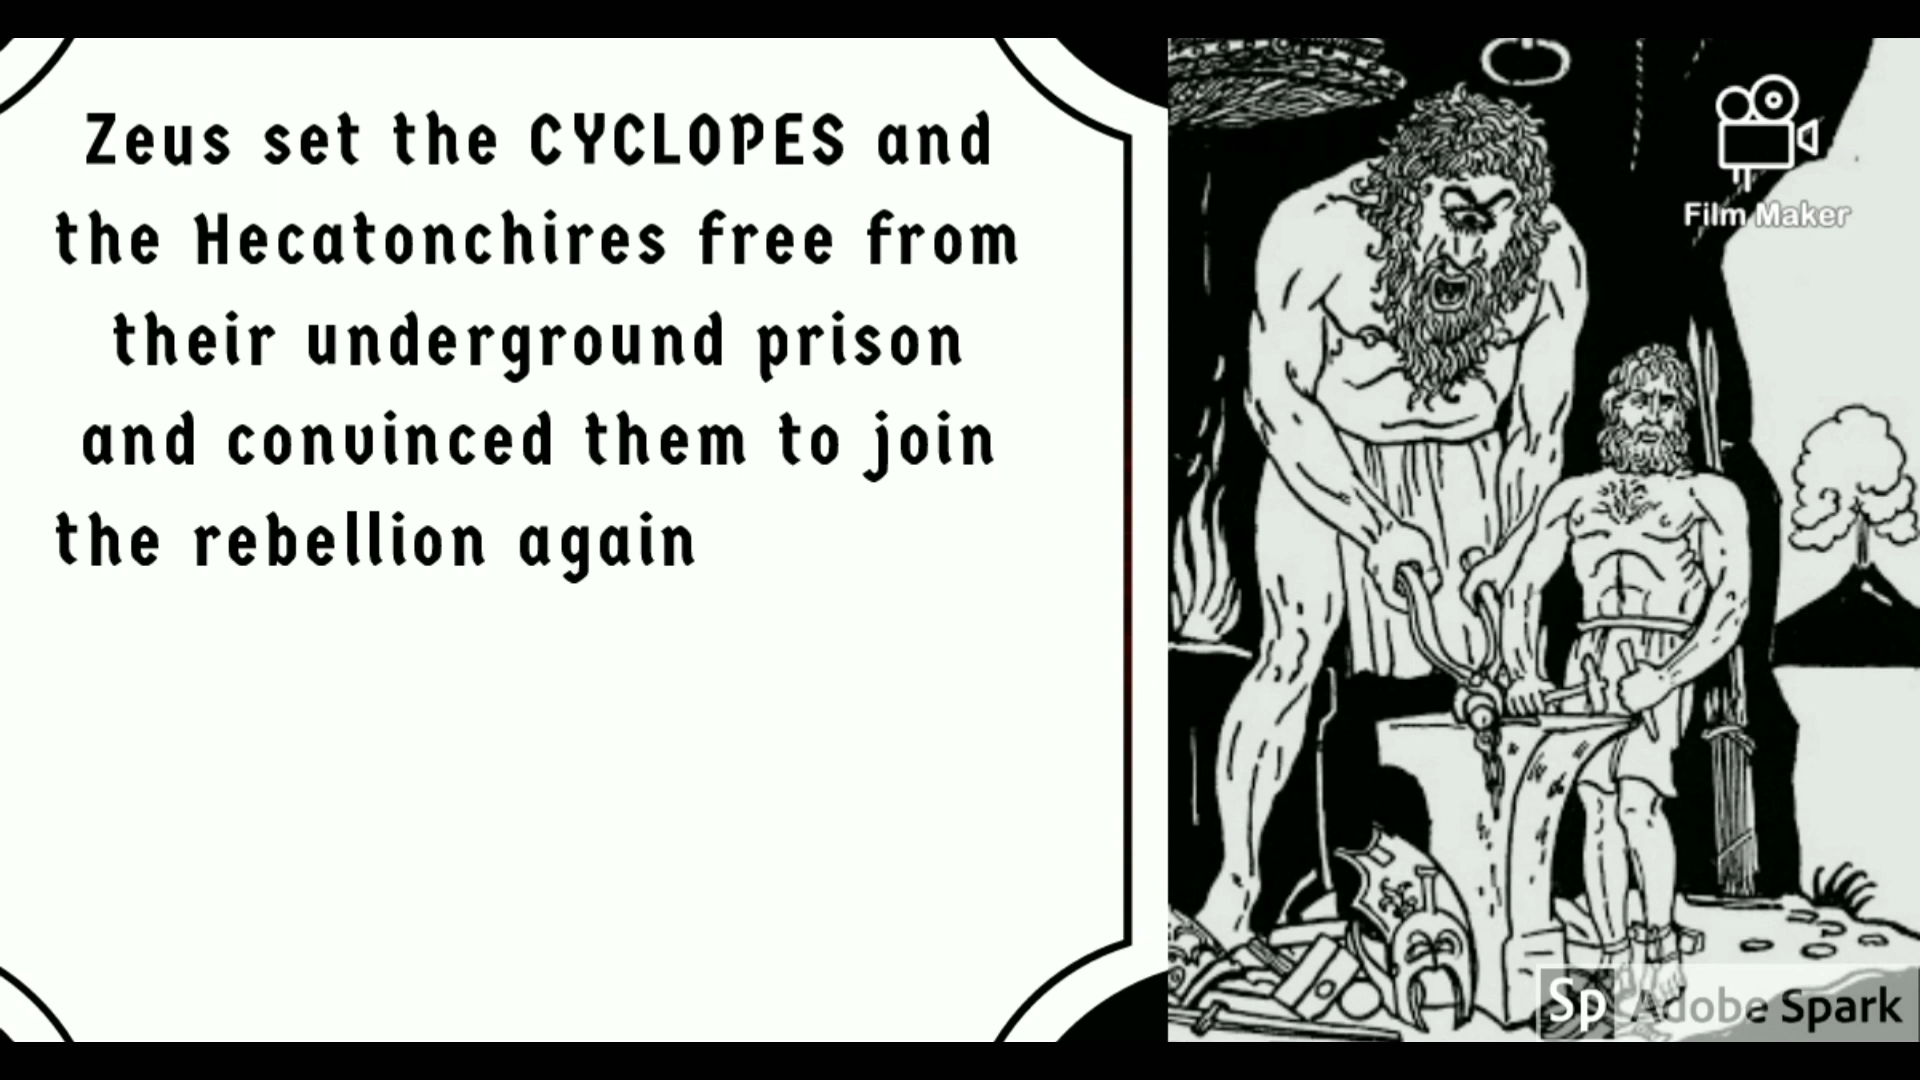 Zeus set the CYCLOPES and
the Hecatonchires free from
their underground prison
and convinced them to join
the rebellion again
Film Maker
Sp Adobe Spark